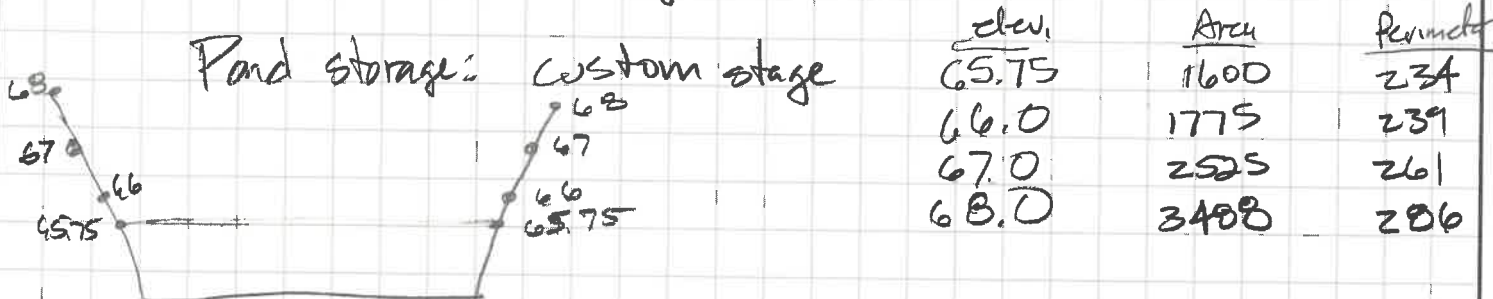 elev. Area Perimeter
Pond storage: custom stage 65.75 1600 234
68 68 66.0 1775 239
67 67 67.0 2525 261
66 66 68.0 3488 286
65.75 65.75